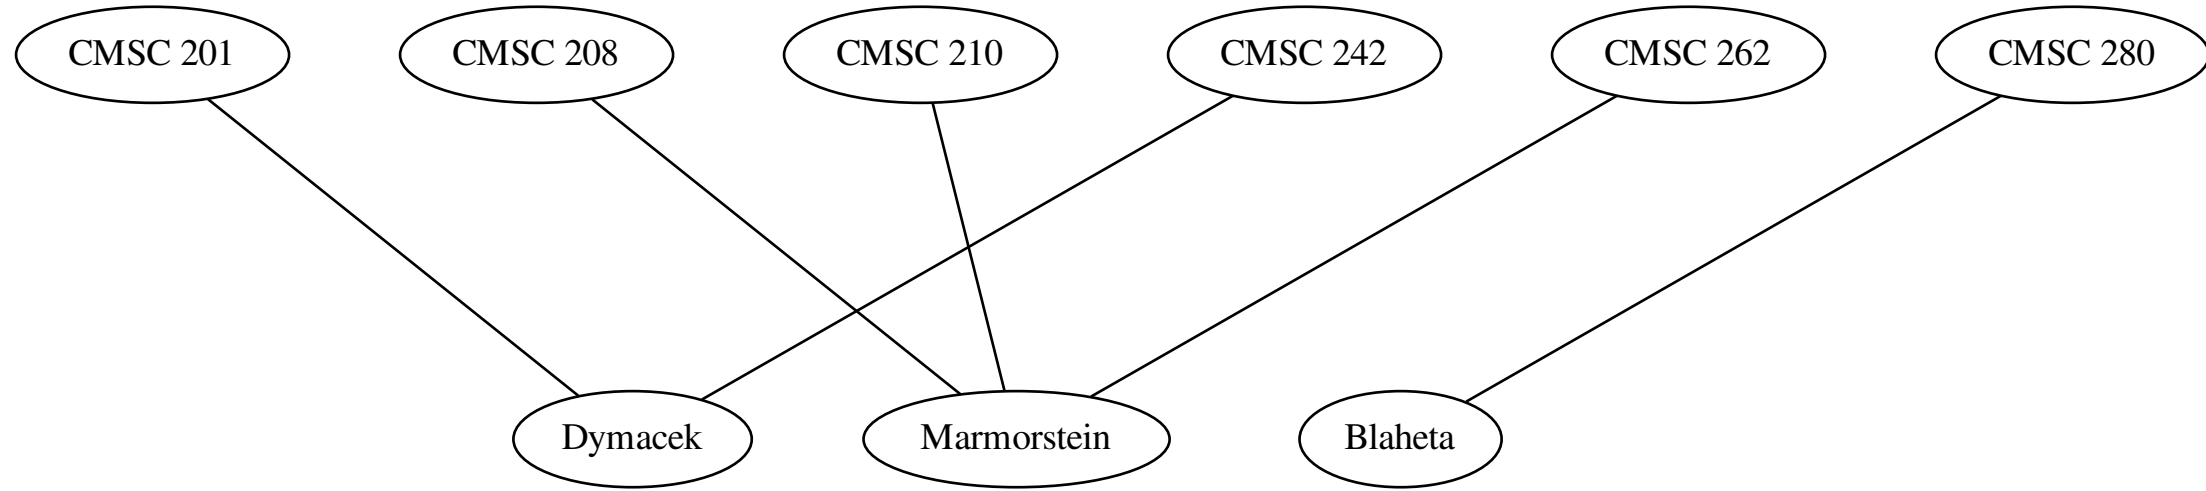 CMSC 201
CMSC 208
CMSC 210
CMSC 242
CMSC 262
CMSC 280
Dymacek
Marmorstein
Blaheta